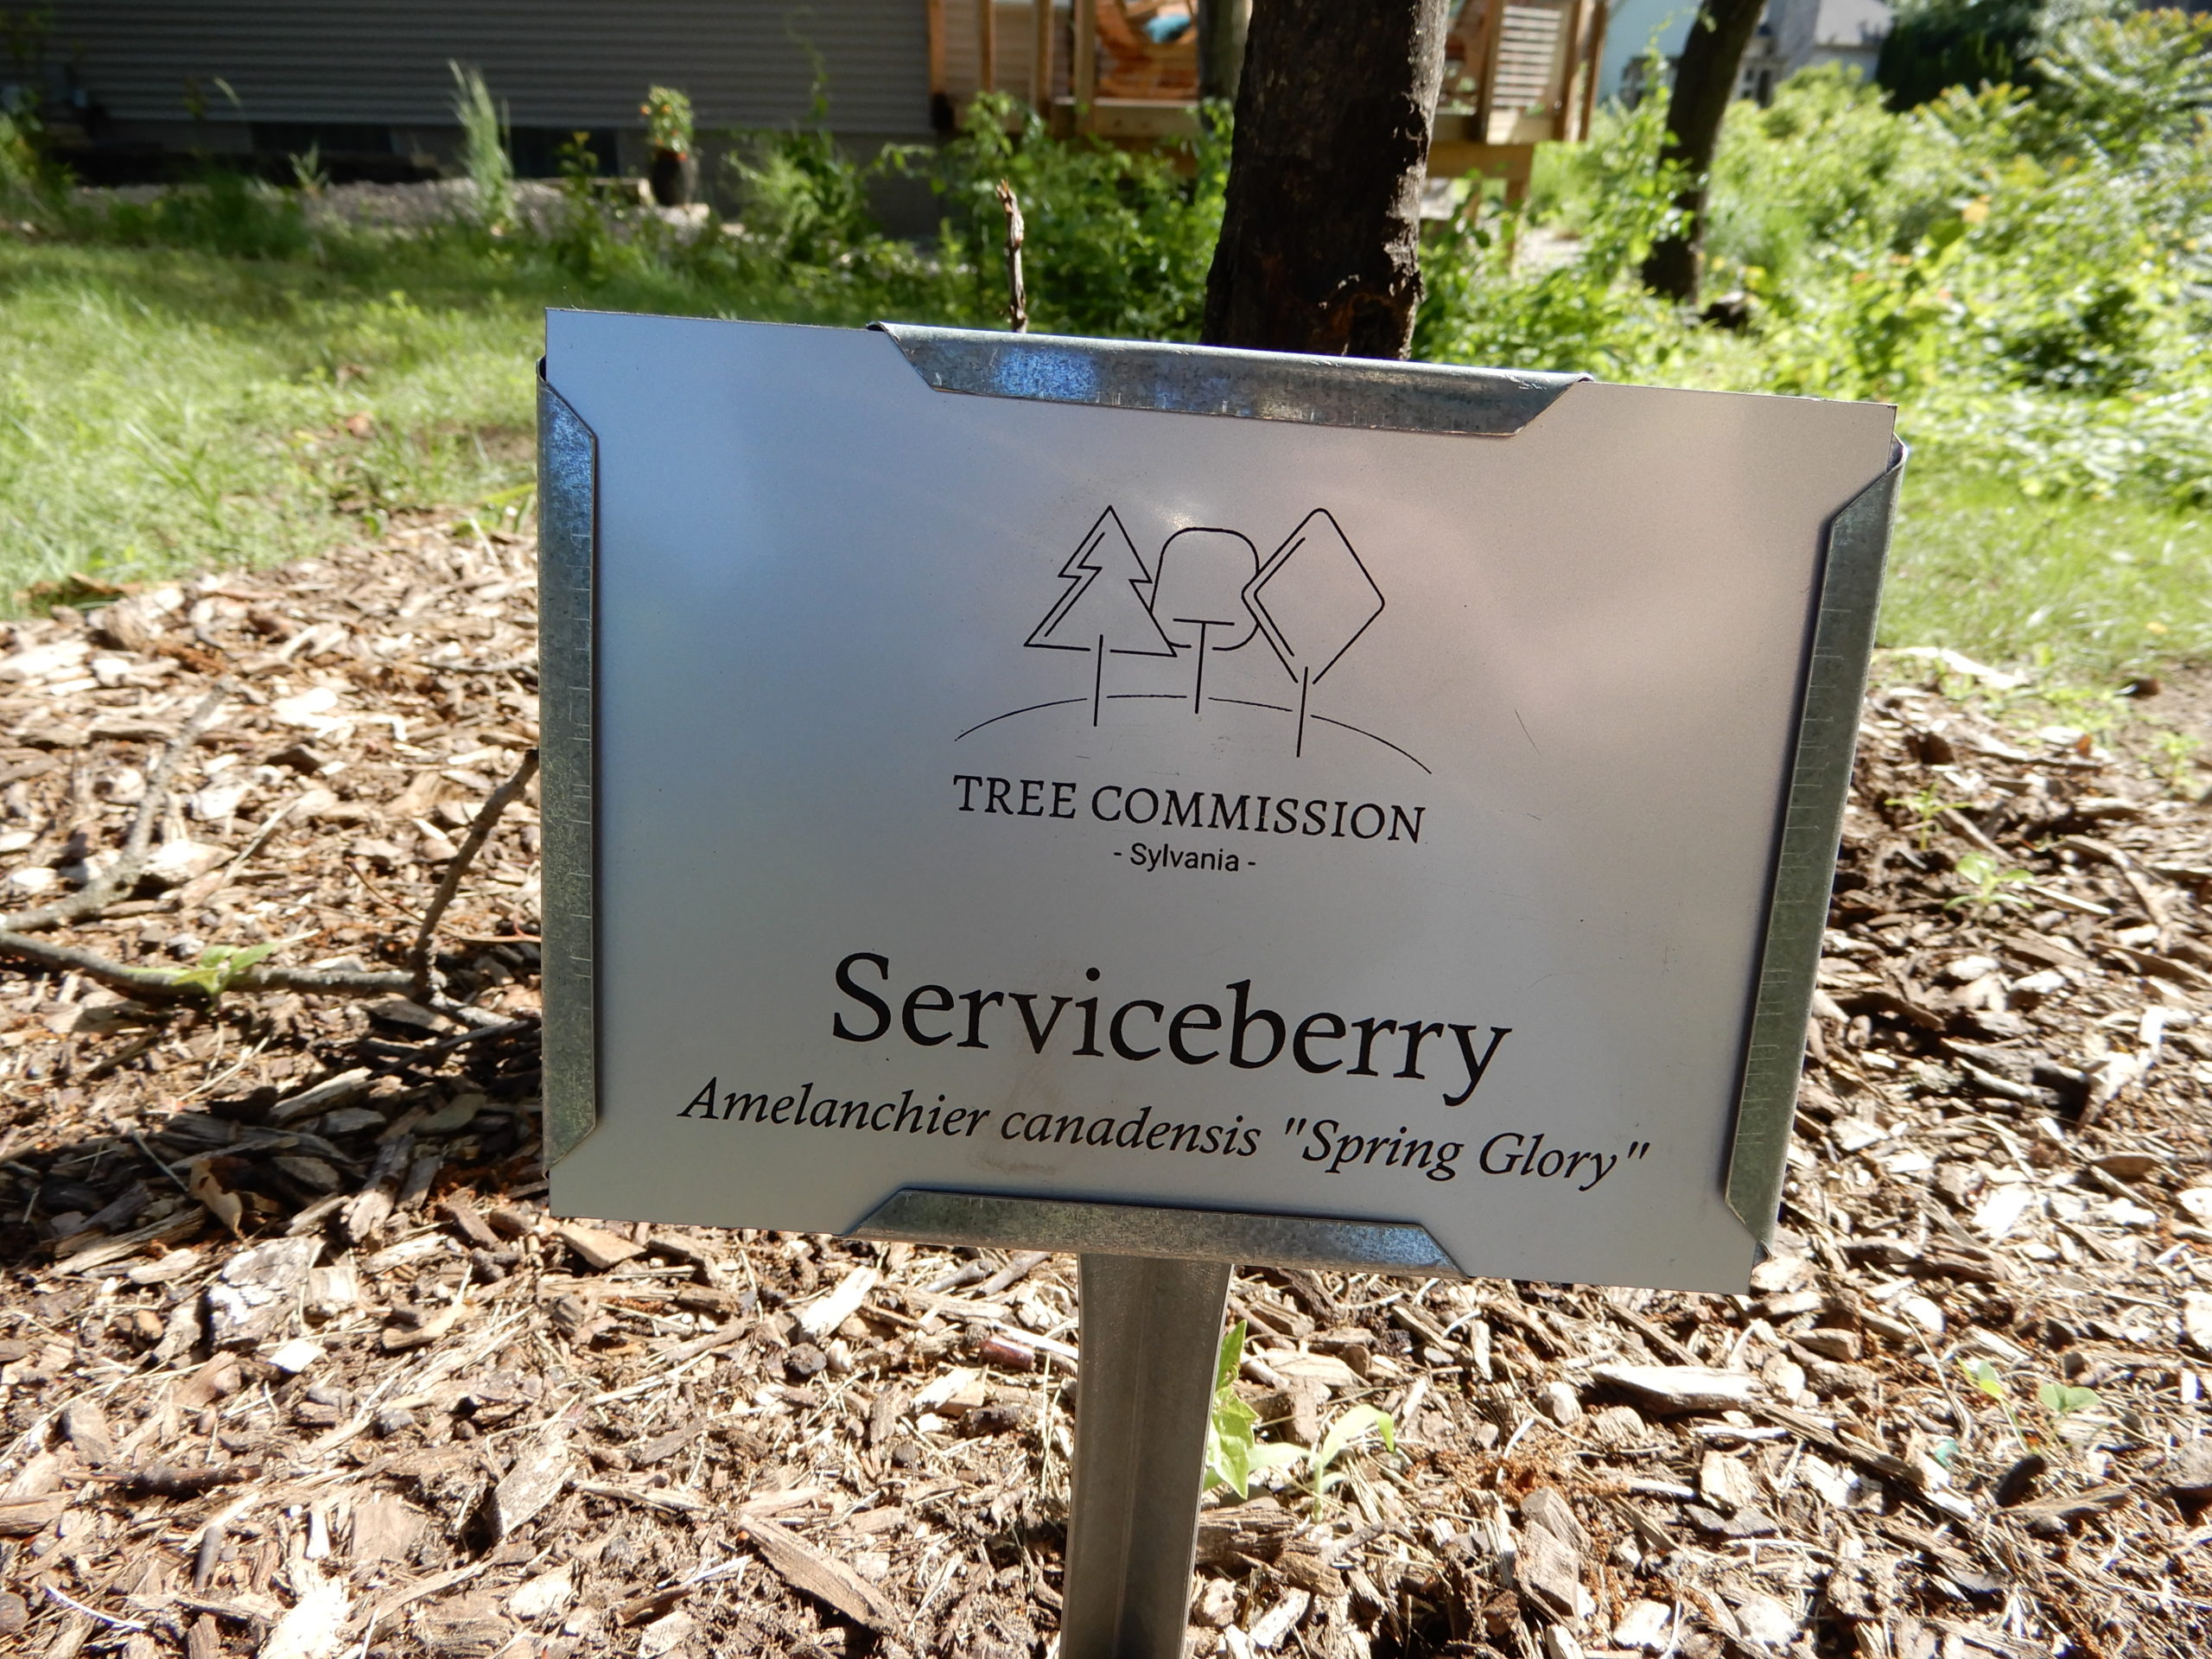 TREE COMMISSION
- Sylvania -
Serviceberry
Amelanchier canadensis "Spring Glory"